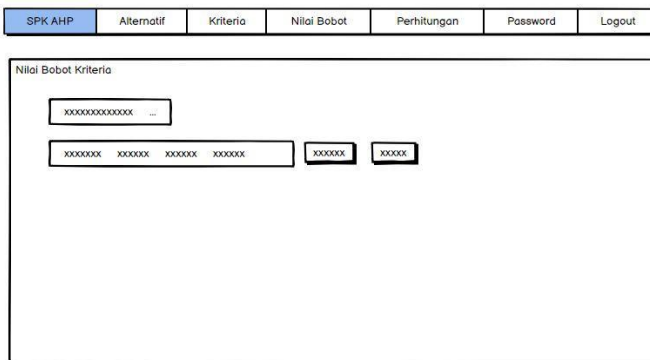 SPK AHP Alternatif Kriteria Nilai Bobot Perhitungan Password Logout
Nilai Bobot Kriteria
xxxxxxxxxxxxx ...
xxxxxxx xxxxxx xxxxxx xxxxxx xxxxxx xxxxx